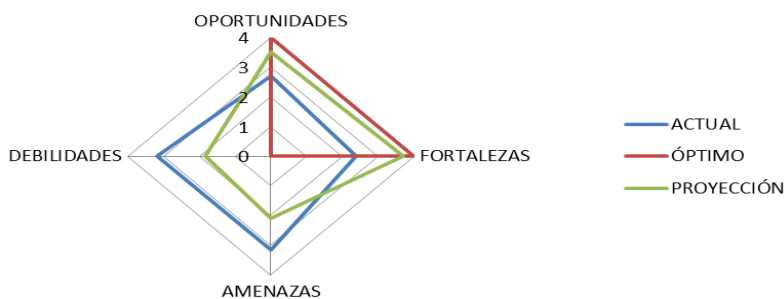 OPORTUNIDADES
4
3
2
1
0
DEBILIDADES
FORTALEZAS
AMENAZAS
ACTUAL
ÓPTIMO
PROYECCIÓN